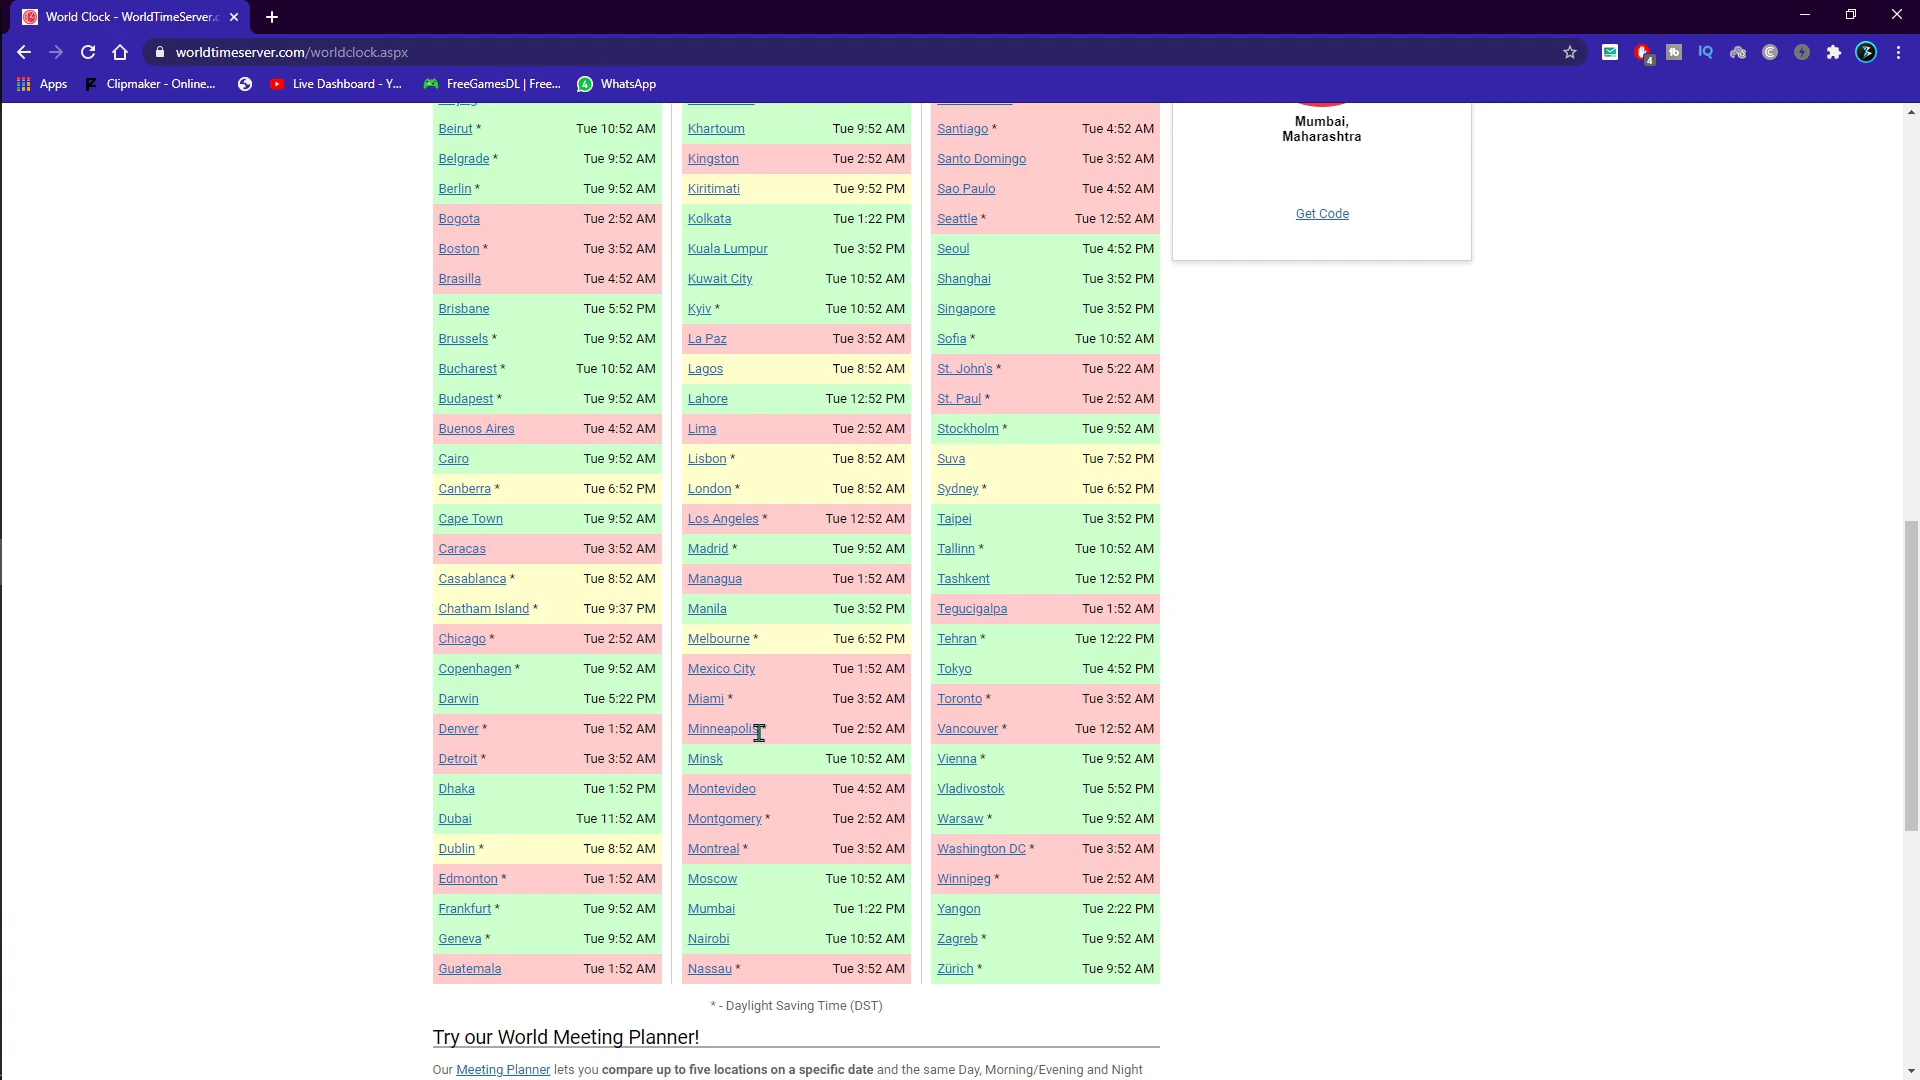 World Clock - WorldTimeServer.c
worldtimeserver.com/worldclock.aspx
4
Apps Clipmaker - Online... Live Dashboard - Y... FreeGamesDL | Free... WhatsApp
Beirut * Tue 10:52 AM
Belgrade * Tue 9:52 AM
Berlin * Tue 9:52 AM
Bogota Tue 2:52 AM
Boston * Tue 3:52 AM
Brasilla Tue 4:52 AM
Brisbane Tue 5:52 PM
Brussels * Tue 9:52 AM
Bucharest * Tue 10:52 AM
Budapest * Tue 9:52 AM
Buenos Aires Tue 4:52 AM
Cairo Tue 9:52 AM
Canberra * Tue 6:52 PM
Cape Town Tue 9:52 AM
Caracas Tue 3:52 AM
Casablanca * Tue 8:52 AM
Chatham Island * Tue 9:37 PM
Chicago * Tue 2:52 AM
Copenhagen * Tue 9:52 AM
Darwin Tue 5:22 PM
Denver * Tue 1:52 AM
Detroit * Tue 3:52 AM
Dhaka Tue 1:52 PM
Dubai Tue 11:52 AM
Dublin * Tue 8:52 AM
Edmonton * Tue 1:52 AM
Frankfurt * Tue 9:52 AM
Geneva * Tue 9:52 AM
Guatemala Tue 1:52 AM
Khartoum Tue 9:52 AM
Kingston Tue 2:52 AM
Kiritimati Tue 9:52 PM
Kolkata Tue 1:22 PM
Kuala Lumpur Tue 3:52 PM
Kuwait City Tue 10:52 AM
Kyiv * Tue 10:52 AM
La Paz Tue 3:52 AM
Lagos Tue 8:52 AM
Lahore Tue 12:52 PM
Lima Tue 2:52 AM
Lisbon * Tue 8:52 AM
London * Tue 8:52 AM
Los Angeles * Tue 12:52 AM
Madrid * Tue 9:52 AM
Managua Tue 1:52 AM
Manila Tue 3:52 PM
Melbourne * Tue 6:52 PM
Mexico City Tue 1:52 AM
Miami * Tue 3:52 AM
Minneapolis * Tue 2:52 AM
Minsk Tue 10:52 AM
Montevideo Tue 4:52 AM
Montgomery * Tue 2:52 AM
Montreal * Tue 3:52 AM
Moscow Tue 10:52 AM
Mumbai Tue 1:22 PM
Nairobi Tue 10:52 AM
Nassau * Tue 3:52 AM
Santiago * Tue 4:52 AM
Santo Domingo Tue 3:52 AM
Sao Paulo Tue 4:52 AM
Seattle * Tue 12:52 AM
Seoul Tue 4:52 PM
Shanghai Tue 3:52 PM
Singapore Tue 3:52 PM
Sofia * Tue 10:52 AM
St. John's * Tue 5:22 AM
St. Paul * Tue 2:52 AM
Stockholm * Tue 9:52 AM
Suva Tue 7:52 PM
Sydney * Tue 6:52 PM
Taipei Tue 3:52 PM
Tallinn * Tue 10:52 AM
Tashkent Tue 12:52 PM
Tegucigalpa Tue 1:52 AM
Tehran * Tue 12:22 PM
Tokyo Tue 4:52 PM
Toronto * Tue 3:52 AM
Vancouver * Tue 12:52 AM
Vienna * Tue 9:52 AM
Vladivostok Tue 5:52 PM
Warsaw * Tue 9:52 AM
Washington DC * Tue 3:52 AM
Winnipeg * Tue 2:52 AM
Yangon Tue 2:22 PM
Zagreb * Tue 9:52 AM
Zürich * Tue 9:52 AM
Mumbai,
Maharashtra
Get Code
* - Daylight Saving Time (DST)
Try our World Meeting Planner!
Our Meeting Planner lets you compare up to five locations on a specific date and the same Day, Morning/Evening and Night